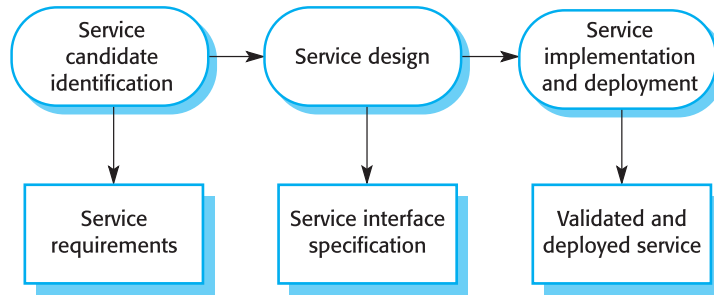 Service
candidate
identification
Service design
Service
implementation
and deployment
Service
requirements
Service interface
specification
Validated and
deployed service